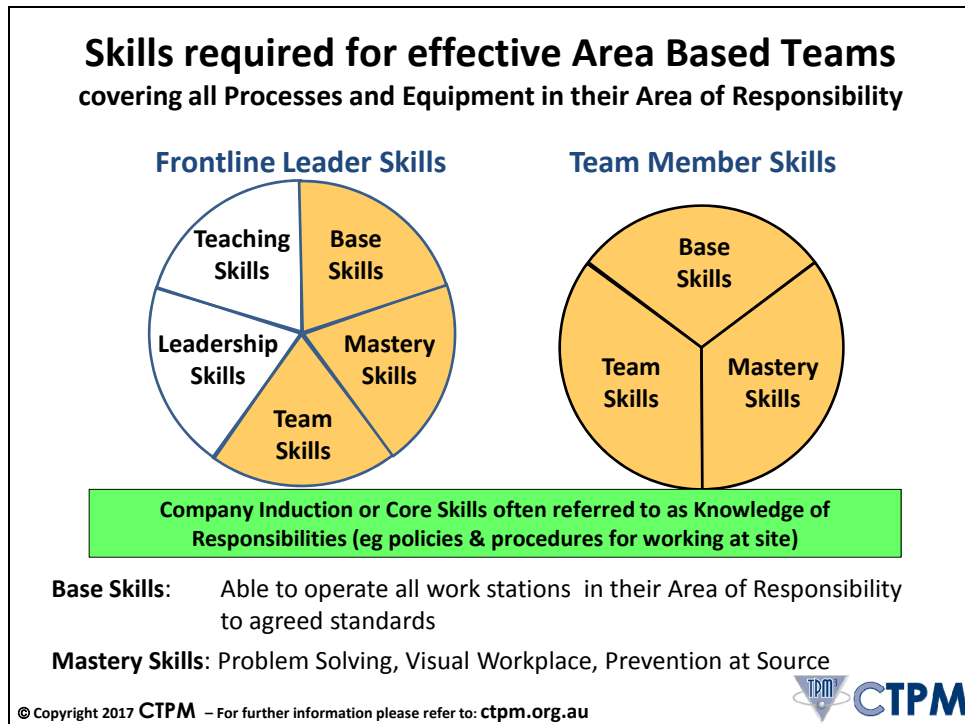 Skills required for effective Area Based Teams
covering all Processes and Equipment in their Area of Responsibility
Frontline Leader Skills
Teaching
Skills
Base
Skills
Leadership
Skills
Mastery
Skills
Team
Skills
Team Member Skills
Base
Skills
Team
Skills
Mastery
Skills
Company Induction or Core Skills often referred to as Knowledge of
Responsibilities (eg policies & procedures for working at site)
Base Skills: Able to operate all work stations in their Area of Responsibility
to agreed standards
Mastery Skills: Problem Solving, Visual Workplace, Prevention at Source
© Copyright 2017 CTPM – For further information please refer to: ctpm.org.au
TPM³ CTPM